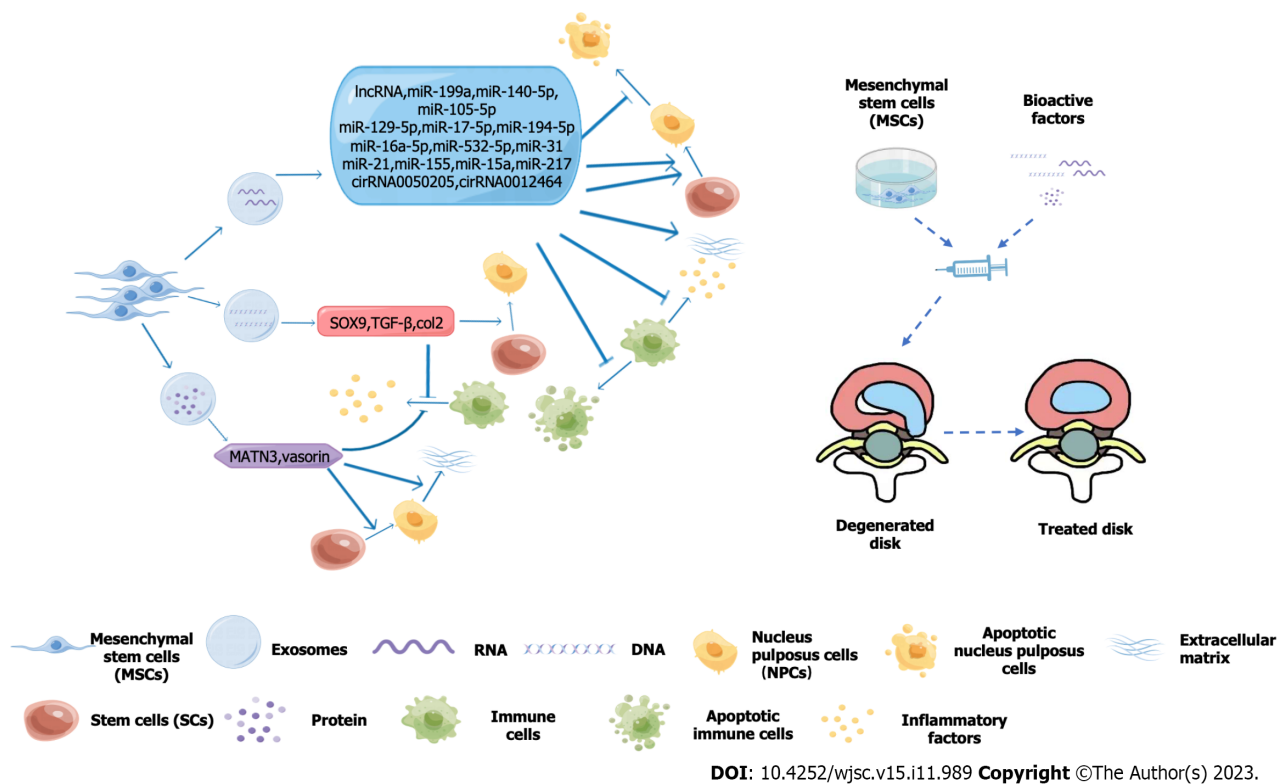 lncRNA,miR-199a,miR-140-5p,
miR-105-5p
miR-129-5p,miR-17-5p,miR-194-5p
miR-16a-5p,miR-532-5p,miR-31
miR-21,miR-155,miR-15a,miR-217
cirRNA0050205,cirRNA0012464
SOX9,TGF-β,col2
MATN3,vasorin
Mesenchymal
stem cells
(MSCs)
Bioactive
factors
Degenerated
disk
Treated disk
Mesenchymal
stem cells
(MSCs)
Exosomes
RNA
DNA
Nucleus
pulposus cells
(NPCs)
Apoptotic
nucleus pulposus
cells
Extracellular
matrix
Stem cells (SCs)
Protein
Immune
cells
Apoptotic
immune cells
Inflammatory
factors
DOI: 10.4252/wjsc.v15.i11.989 Copyright ©The Author(s) 2023.